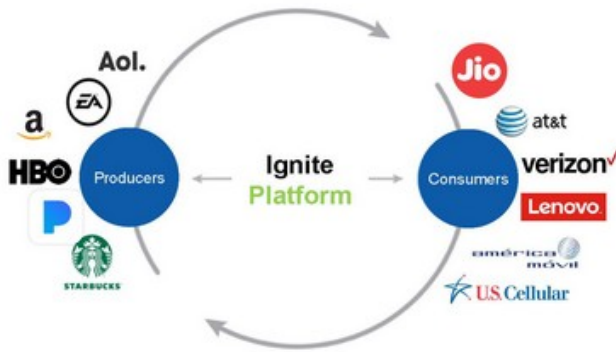 Aol.
EA
a
HBO
Producers
P
STARBUCKS
Ignite
Platform
Jio
at&t
verizon
Consumers
Lenovo
américa
móvil
U.S. Cellular